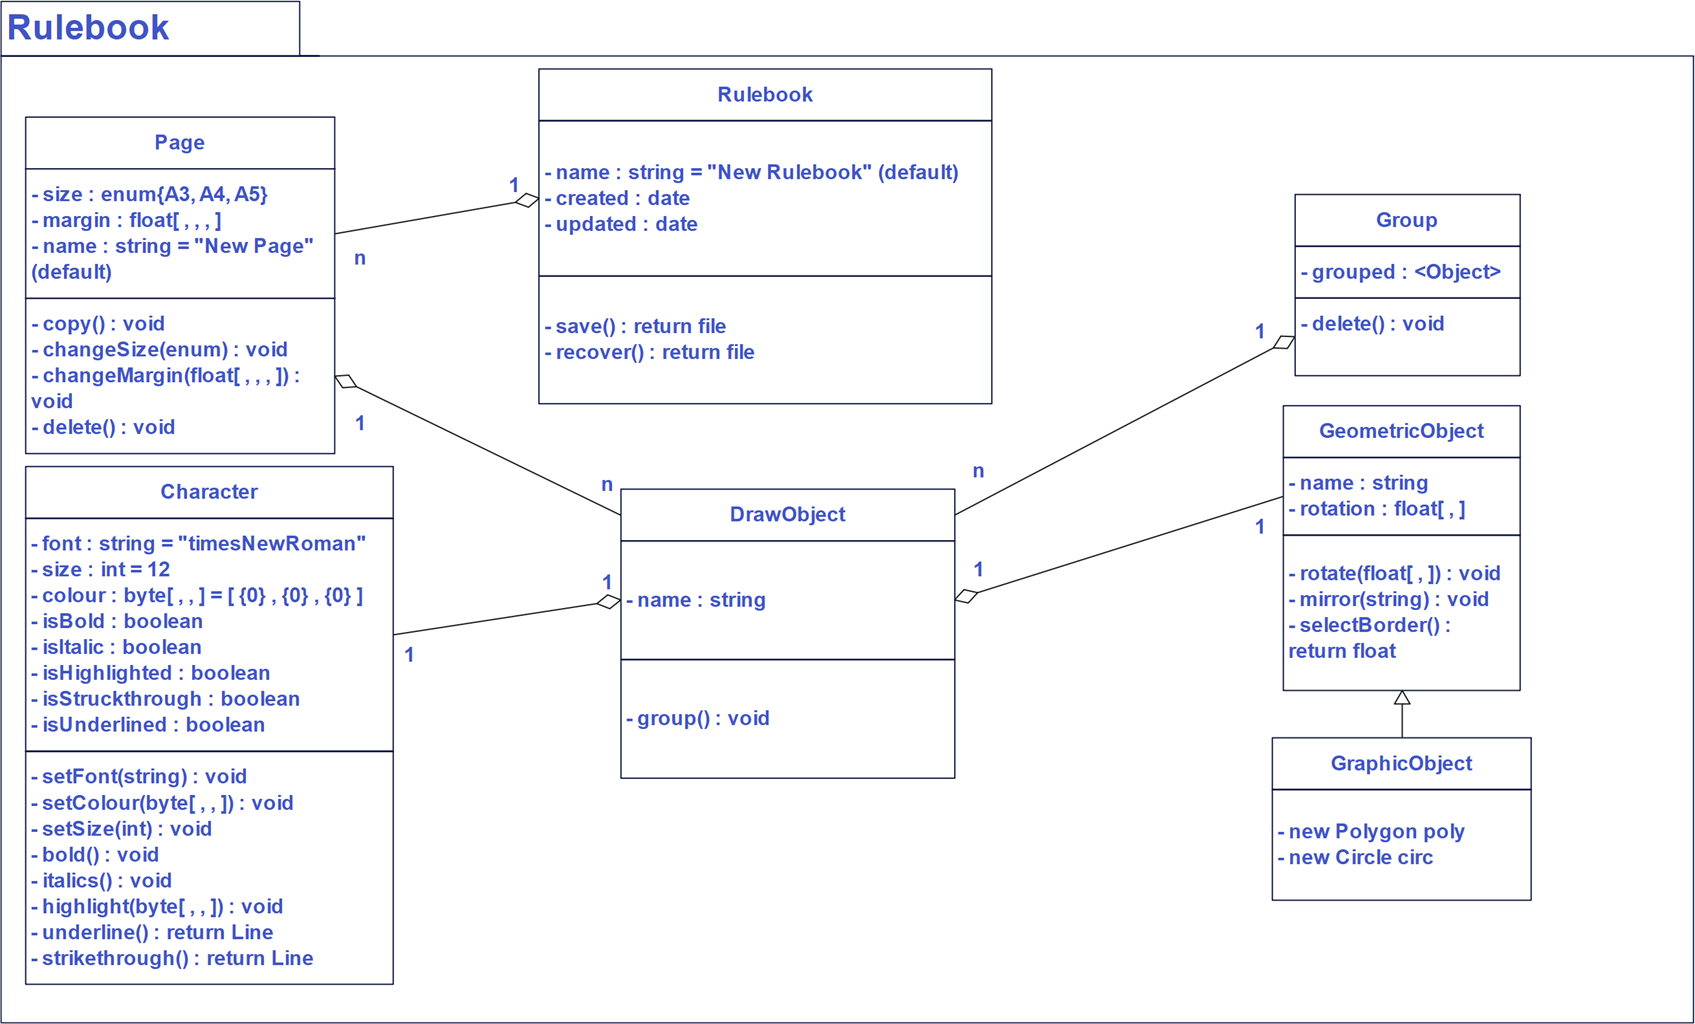 Rulebook
Page
- size : enum{A3, A4, A5}
- margin : float[ , , , ]
- name : string = "New Page"
(default)
- copy() : void
- changeSize(enum) : void
- changeMargin(float[ , , , ]) :
void
- delete() : void
Rulebook
- name : string = "New Rulebook" (default)
- created : date
- updated : date
- save() : return file
- recover() : return file
1
n
Group
- grouped : <Object>
- delete() : void
1
n
1
n
Character
- font : string = "timesNewRoman"
- size : int = 12
- colour : byte[ , , ] = [ {0} , {0} , {0} ]
- isBold : boolean
- isItalic : boolean
- isHighlighted : boolean
- isStruckthrough : boolean
- isUnderlined : boolean
- setFont(string) : void
- setColour(byte[ , , ]) : void
- setSize(int) : void
- bold() : void
- italics() : void
- highlight(byte[ , , ]) : void
- underline() : return Line
- strikethrough() : return Line
1
1
DrawObject
- name : string
- group() : void
1
1
GeometricObject
- name : string
- rotation : float[ , ]
- rotate(float[ , ]) : void
- mirror(string) : void
- selectBorder() :
return float
GraphicObject
- new Polygon poly
- new Circle circ